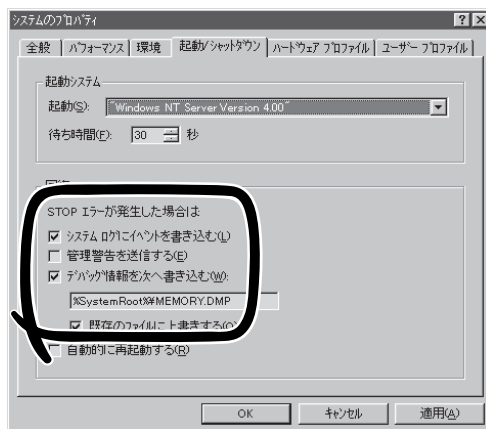 システムのプロパティ
全般 パフォーマンス 環境 起動/シャットダウン ハードウェア プロファイル ユーザー プロファイル
起動システム
起動(S): "Windows NT Server Version 4.00"
待ち時間(F): 30 秒
STOP エラーが発生した場合は
システム ログにイベントを書き込む(L)
管理警告を送信する(E)
デバッグ情報を次へ書き込む(W):
%SystemRoot%¥MEMORY.DMP
既存のファイルに上書きする(O)
自動的に再起動する(R)
OK キャンセル 適用(A)